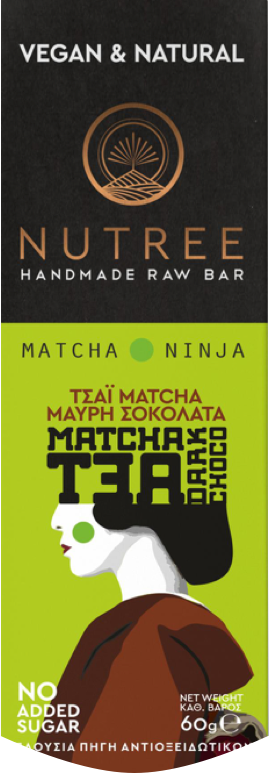 VEGAN & NATURAL
NUTREE
HANDMADE RAW BAR
MATCHA NINJA
ΤΣΑΪ MATCHA
ΜΑΥΡΗ ΣΟΚΟΛΑΤΑ
MATCHA
TEA
DARK
CHOCO
NO
ADDED
SUGAR
NET WEIGHT
ΚΑΘ. ΒΑΡΟΣ
60g℮
ΠΗΓΗ ΑΝΤΙΟΞΕΙΔΩΤΙΚΩΝ